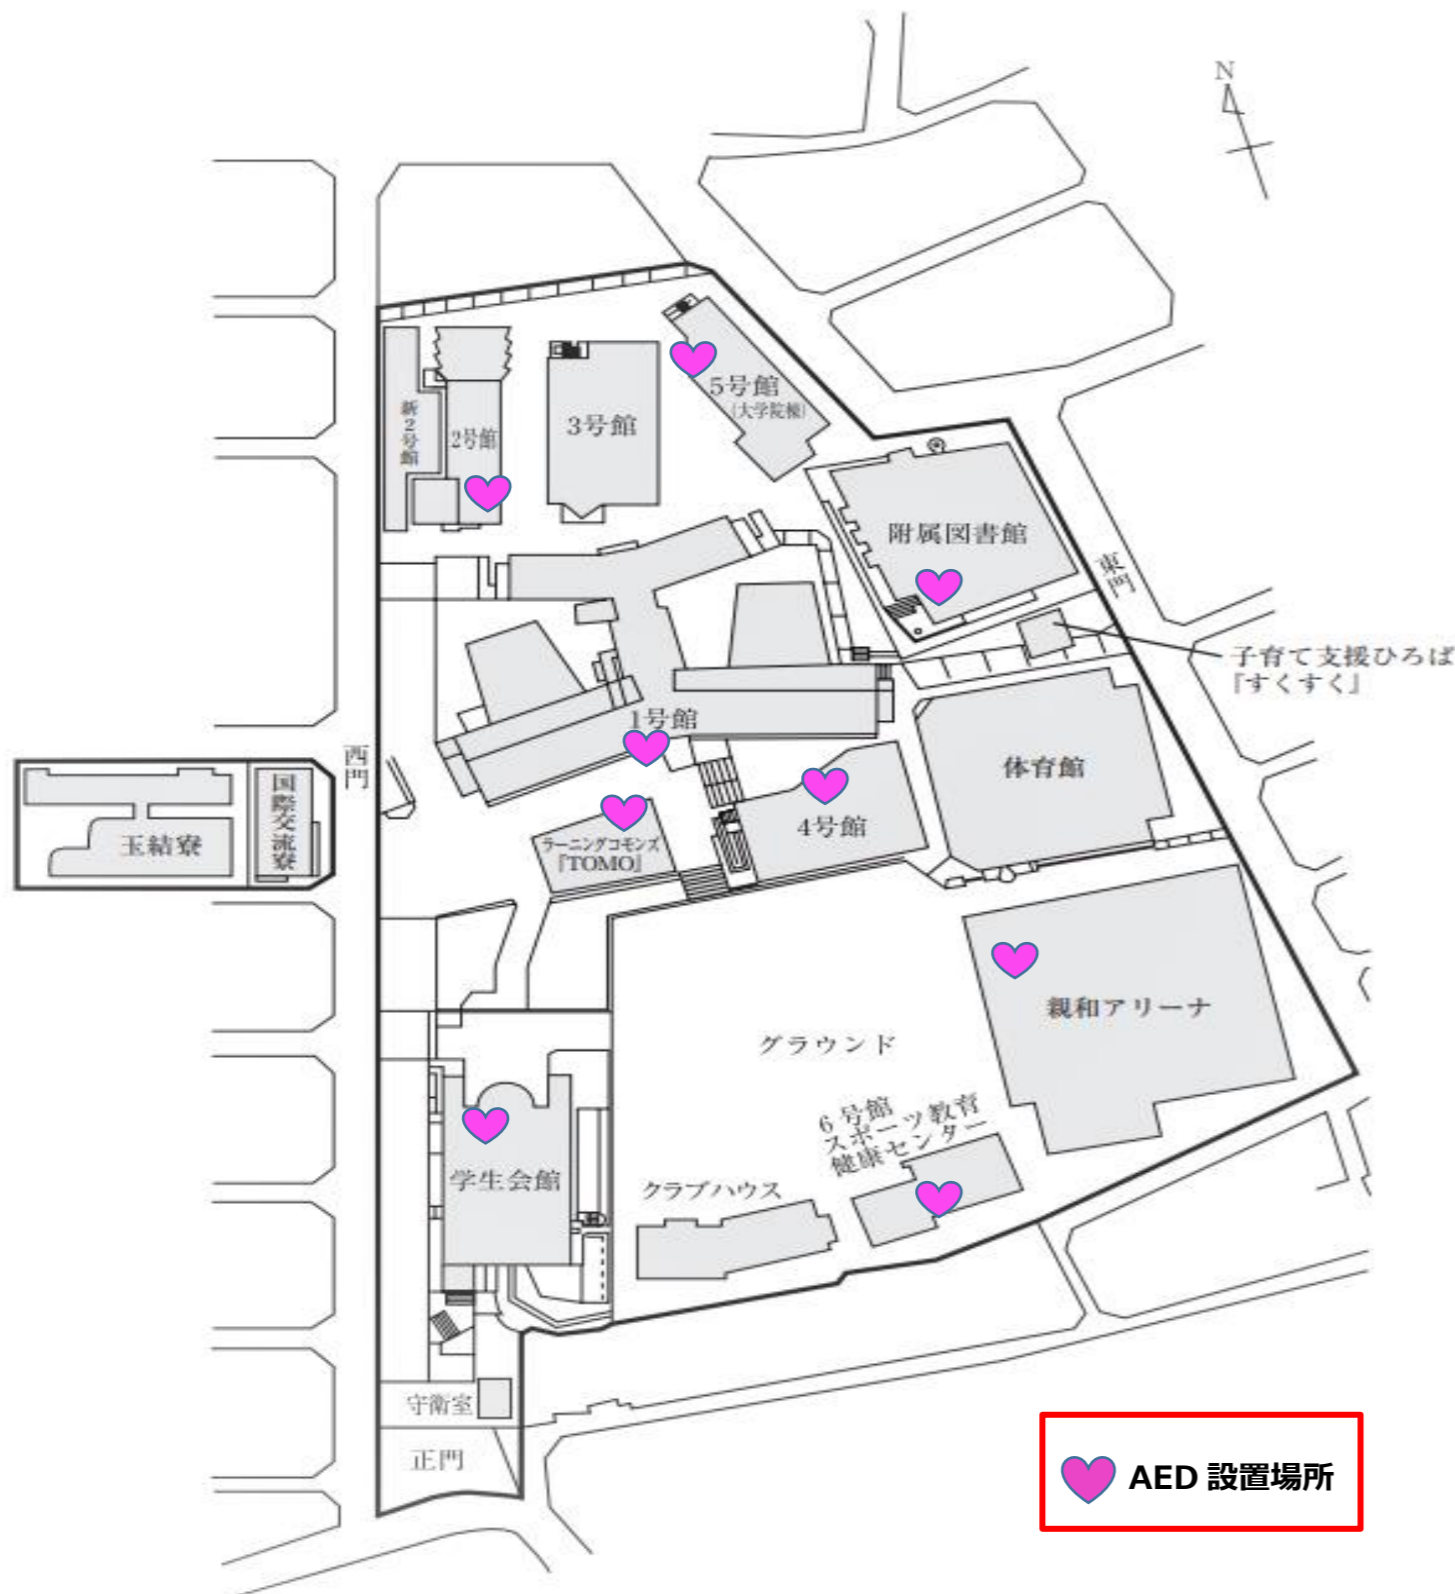 N
5号館
(大学院棟)
新2号館
2号館
3号館
附属図書館
東門
子育て支援ひろば
『すくすく』
1号館
西門
体育館
国際交流寮
玉結寮
4号館
ラーニングコモンズ
『TOMO』
親和アリーナ
グラウンド
6号館
スポーツ教育
健康センター
学生会館
クラブハウス
守衛室
正門
AED 設置場所